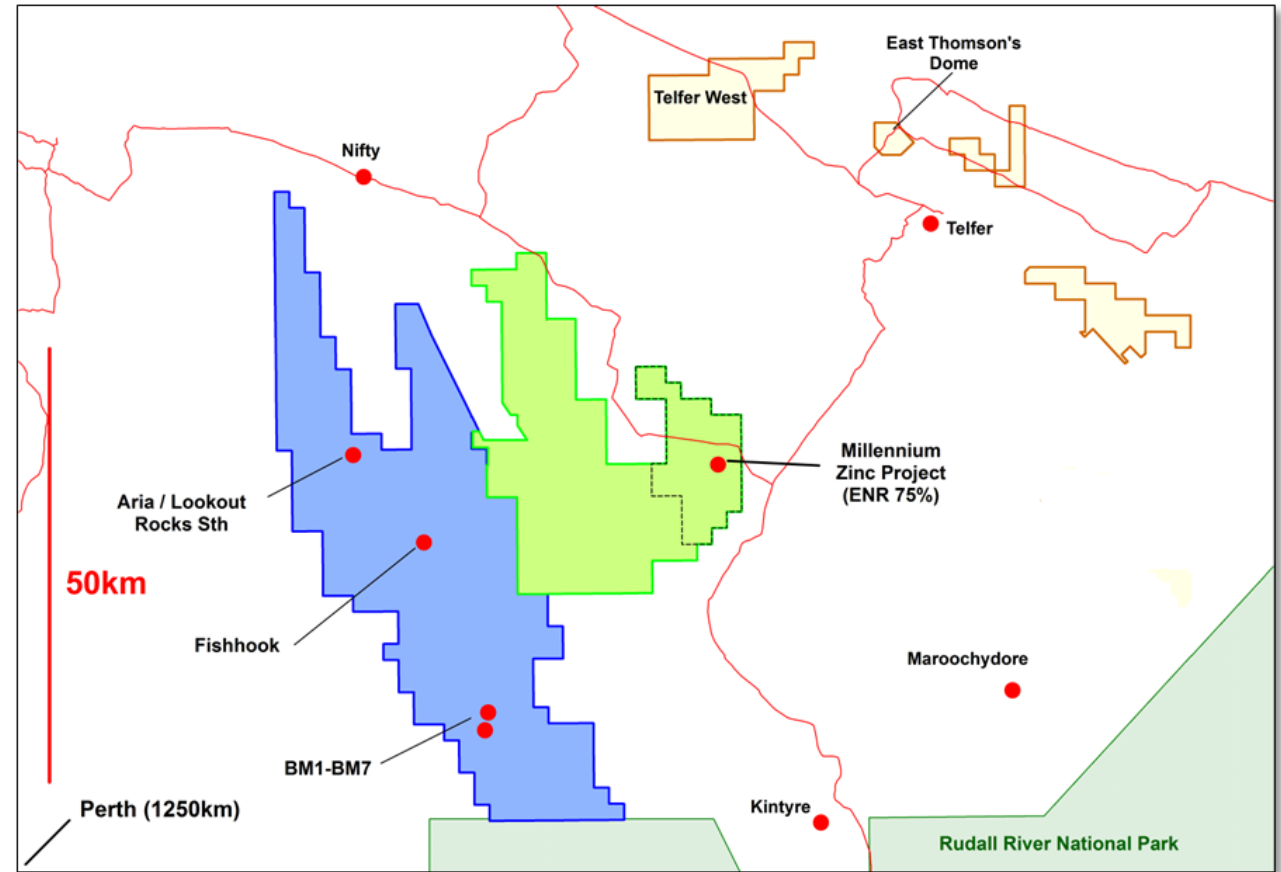 East Thomson's
Dome
Telfer West
Nifty
Telfer
Millennium
Zinc Project
(ENR 75%)
Aria / Lookout
Rocks Sth
50km
Fishhook
Maroochydore
BM1-BM7
Perth (1250km)
Kintyre
Rudall River National Park